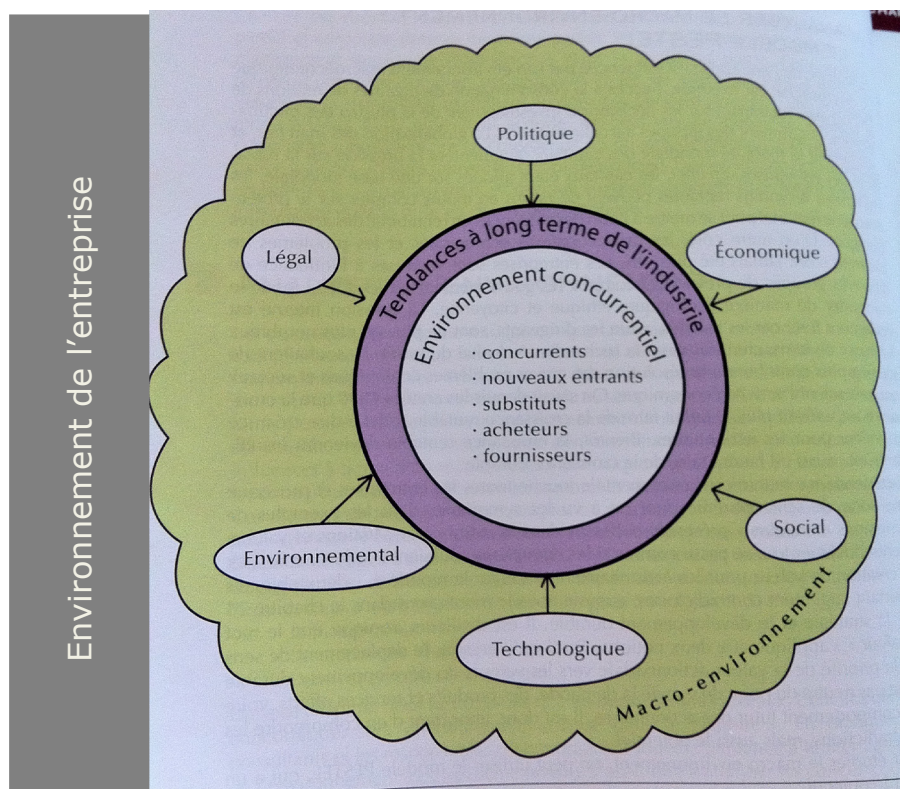 Environnement de l'entreprise
Politique
Légal
Économique
Tendances à long terme de l'industrie
Environnement concurrentiel
· concurrents
· nouveaux entrants
· substituts
· acheteurs
· fournisseurs
Environnemental
Social
Technologique
Macro-environnement